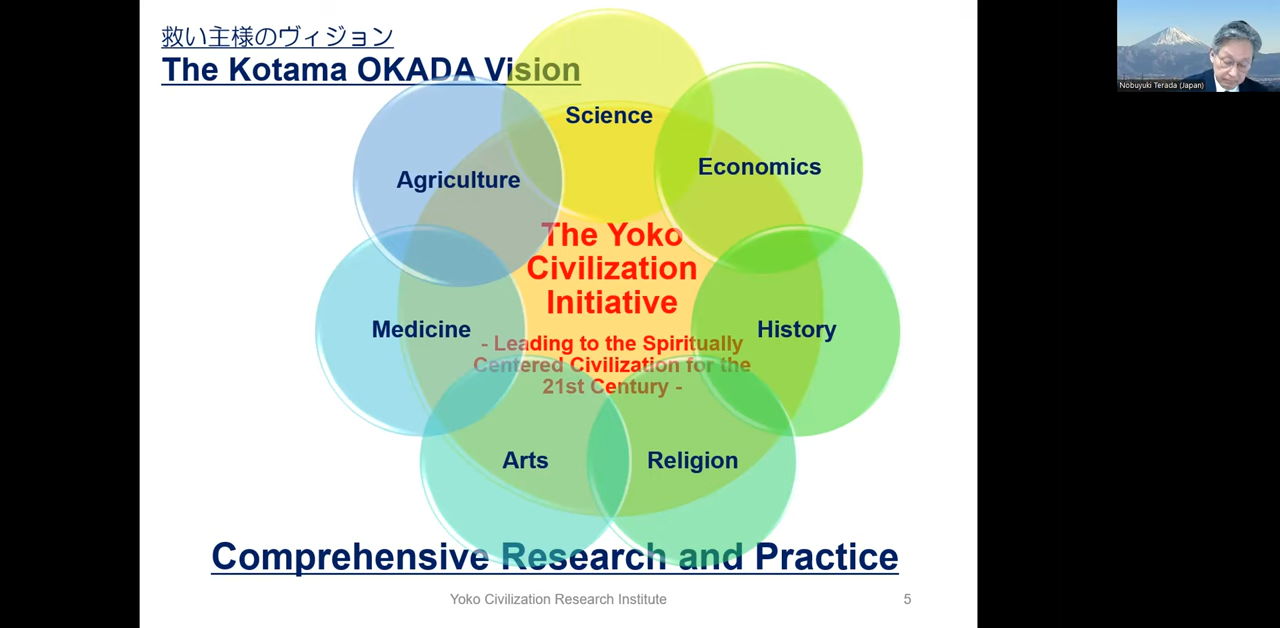 救い主様のヴィジョン
The Kotama OKADA Vision
Science
Economics
Agriculture
The Yoko
Civilization
Initiative
History
Medicine
- Leading to the Spiritually
Centered Civilization for the
21st Century -
Arts
Religion
Comprehensive Research and Practice
Yoko Civilization Research Institute
5
Nobuyuki Terada (Japan)